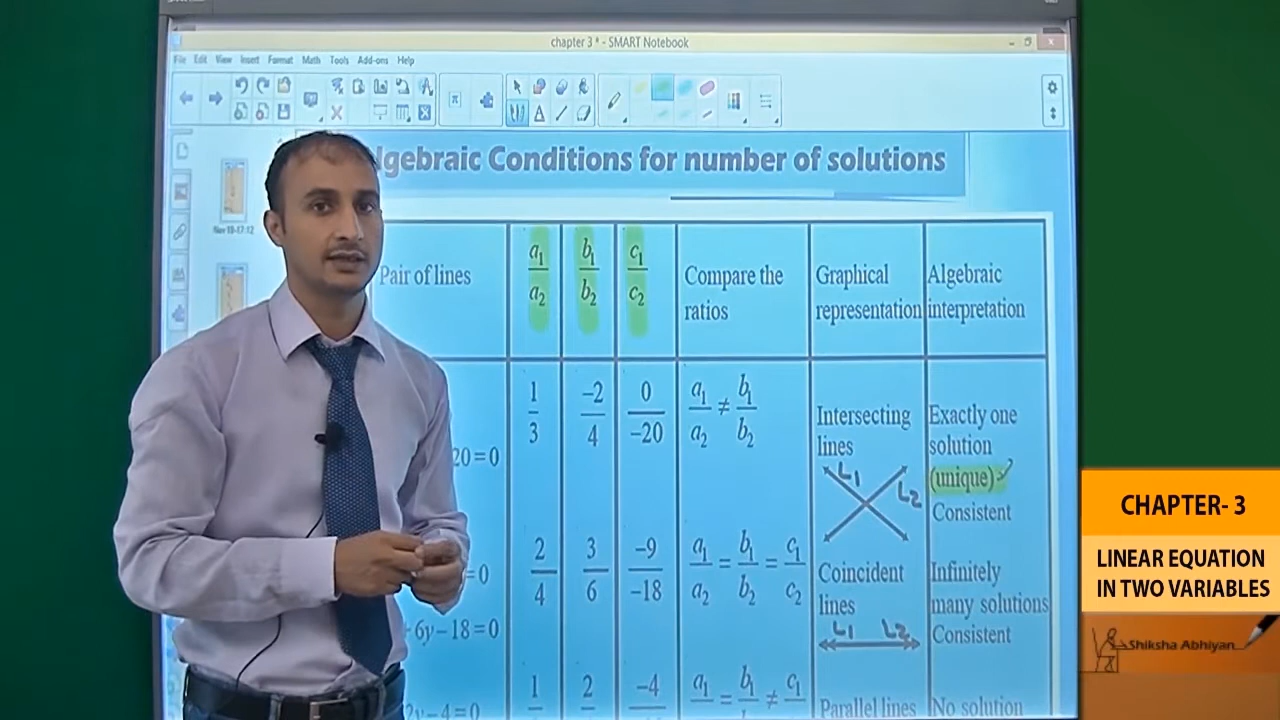 chapter 3 * - SMART Notebook
File Edit View Insert Format Math Tools Add-ons Help
lgebraic Conditions for number of solutions
Nov 18-17:12
Pair of lines
a₁/a₂ b₁/b₂ c₁/c₂
Compare the
ratios
Graphical
representation
Algebraic
interpretation
20=0
1/3 -2/4 0/-20
a₁/a₂ ≠ b₁/b₂
Intersecting
lines
L1 L2
Exactly one
solution
(unique)
Consistent
=0
+6y-18=0
2/4 3/6 -9/-18
a₁/a₂ = b₁/b₂ = c₁/c₂
Coincident
lines
L1 L2
Infinitely
many solutions
Consistent
2y-4=0
1 2 -4
a₁ = b₁ ≠ c₁
Parallel lines
No solution
CHAPTER- 3
LINEAR EQUATION
IN TWO VARIABLES
Shiksha Abhiyan